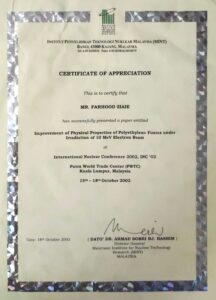 INSTITUT PENYELIDIKAN TEKNOLOGI NUKLEAR MALAYSIA (MINT)
BANGI, 43000 KAJANG, MALAYSIA
CERTIFICATE OF APPRECIATION
This is to certify that
MR. FARHOOD ZIAIE
has successfully presented a paper entitled
Improvement of Physical Properties of Polyethylene Foams under
Irradiation of 10 MeV Electron Beam
at
International Nuclear Conference 2002, INC '02
Putra World Trade Center (PWTC)
Kuala Lumpur, Malaysia
15th – 18th October 2002
Date: 18th October 2002
( DATO' DR. AHMAD SOBRI BJ. HASHIM )
Director General
Malaysian Institute for Nuclear Technology
Research (MINT)
MALAYSIA